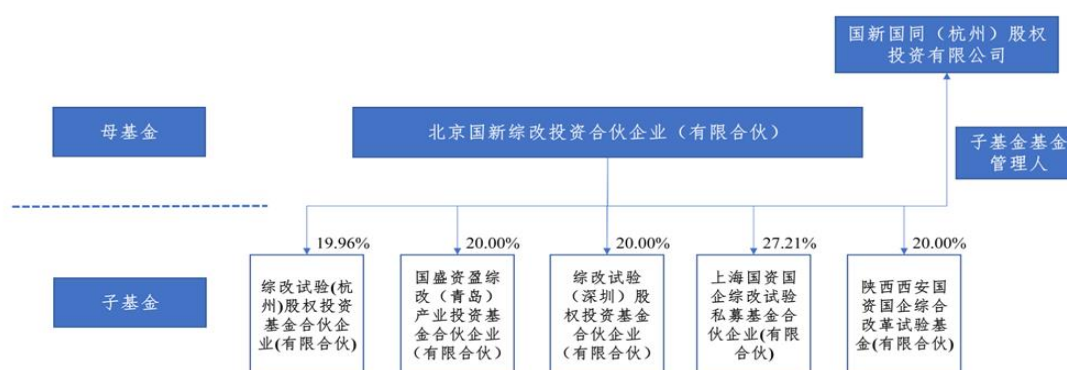 国新国同（杭州）股权
投资有限公司
母基金
北京国新综改投资合伙企业（有限合伙）
子基金基金
管理人
19.96%
20.00%
20.00%
27.21%
20.00%
子基金
综改试验(杭
州)股权投资
基金合伙企
业(有限合伙)
国盛资盈综
改（青岛）
产业投资基
金合伙企业
（有限合伙）
综改试验
（深圳）股
权投资基金
合伙企业
（有限合伙）
上海国资国
企综改试验
私募基金合
伙企业(有限
合伙)
陕西西安国
资国企综合
改革试验基
金(有限合伙)